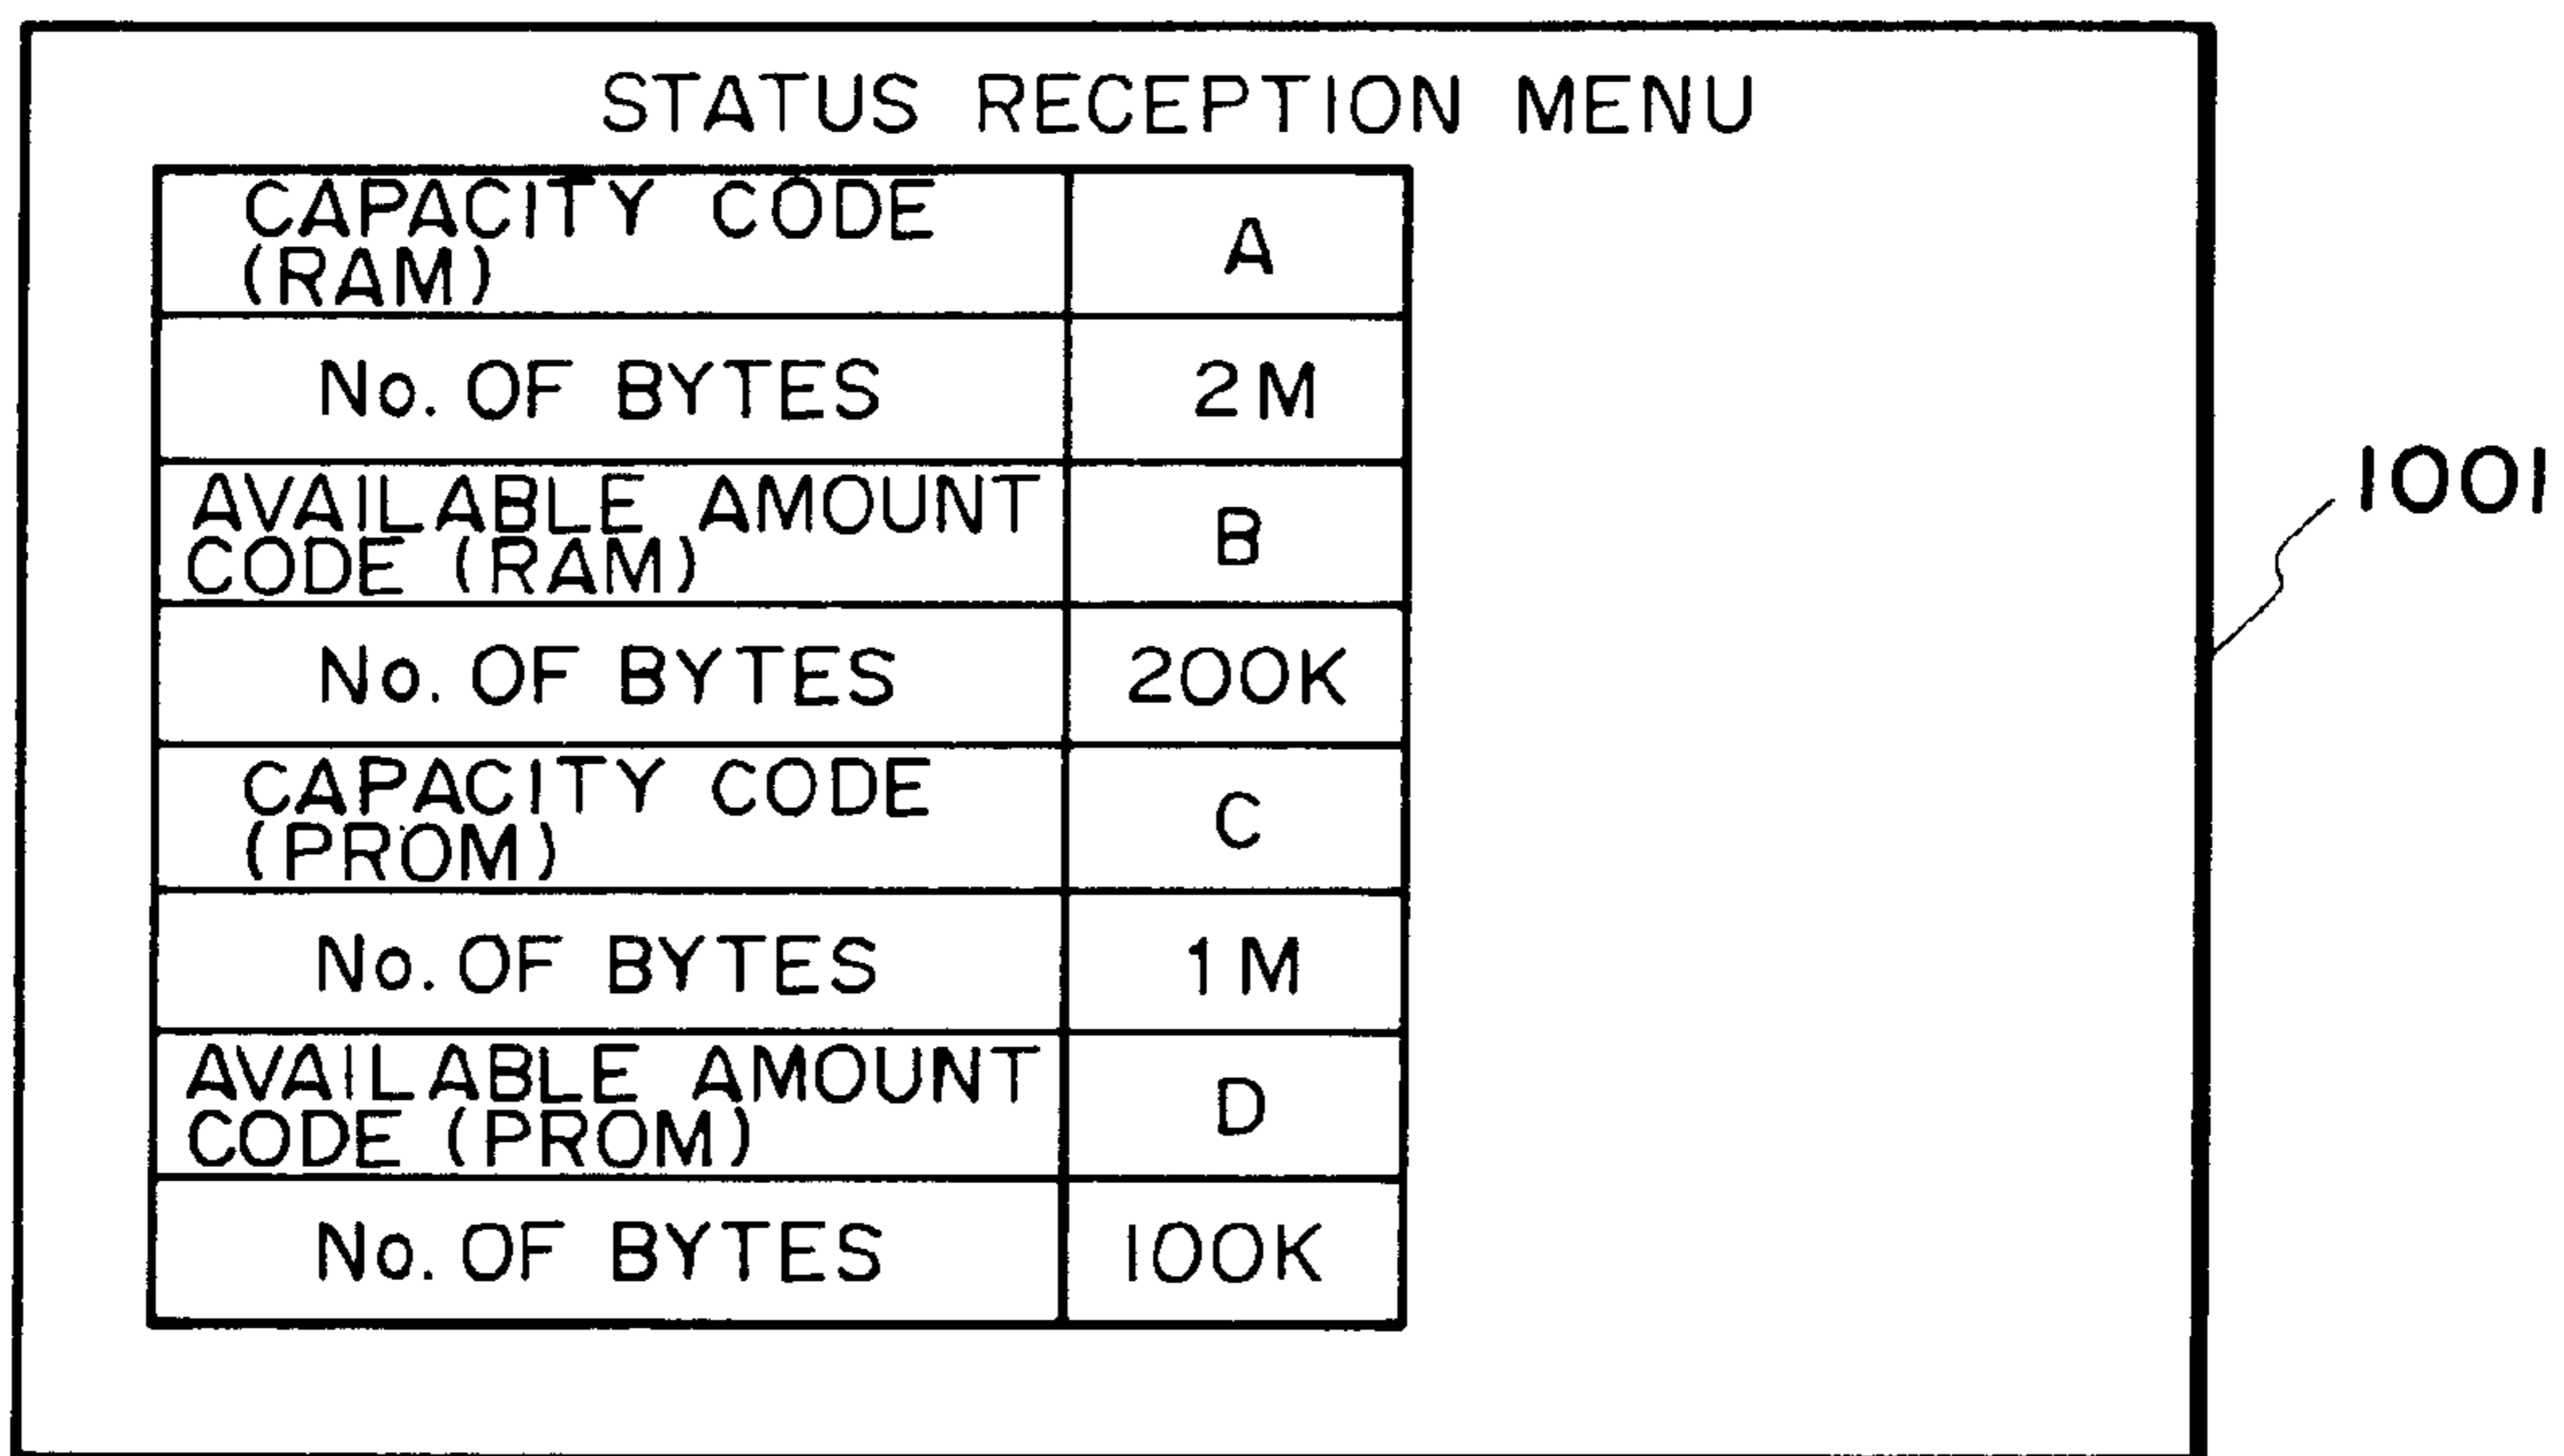 STATUS RECEPTION MENU
CAPACITY CODE
(RAM)
A
No. OF BYTES
2M
AVAILABLE AMOUNT
CODE (RAM)
B
No. OF BYTES
200K
CAPACITY CODE
(PROM)
C
No. OF BYTES
1M
AVAILABLE AMOUNT
CODE (PROM)
D
No. OF BYTES
100K
1001